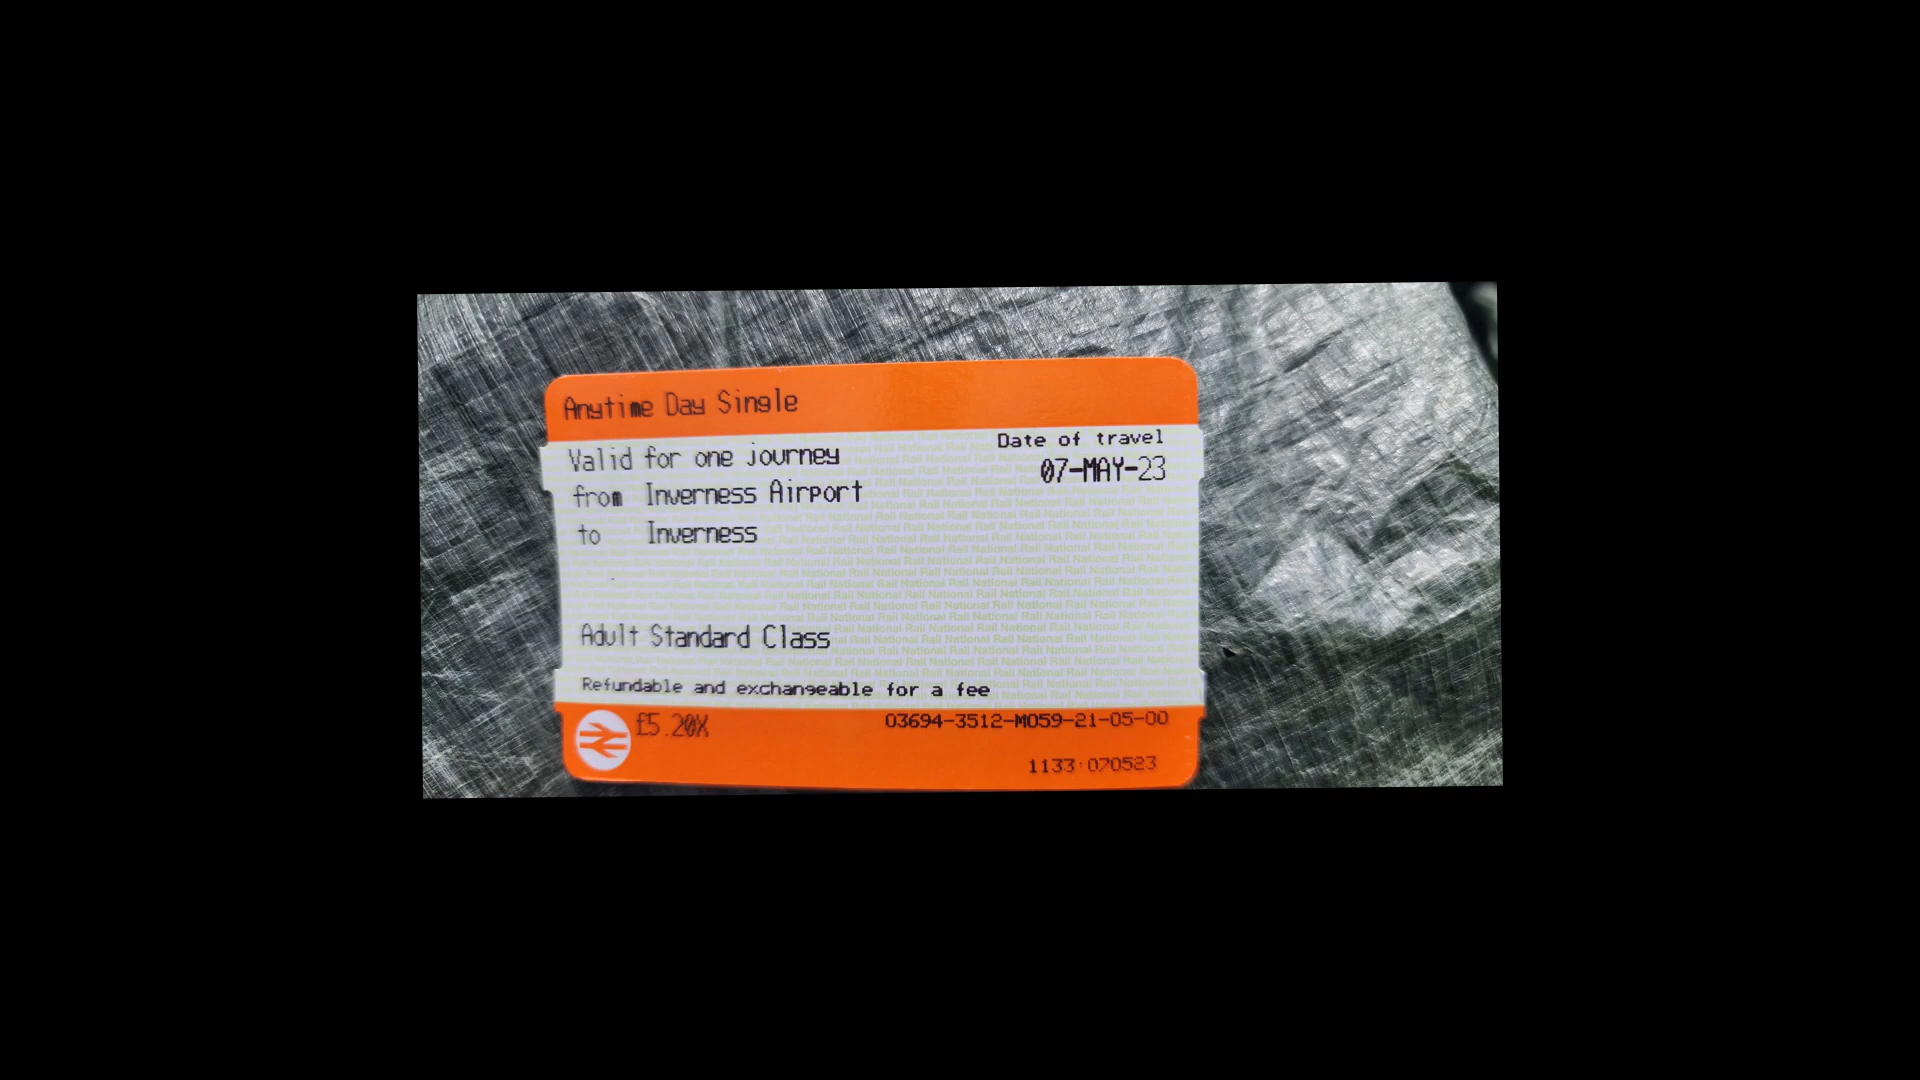 Anytime Day Single
Valid for one journey
Date of travel
07-MAY-23
from Inverness Airport
to Inverness
Adult Standard Class
Refundable and exchangeable for a fee
£5.20X
03694-3512-M059-21-05-00
1133:070523